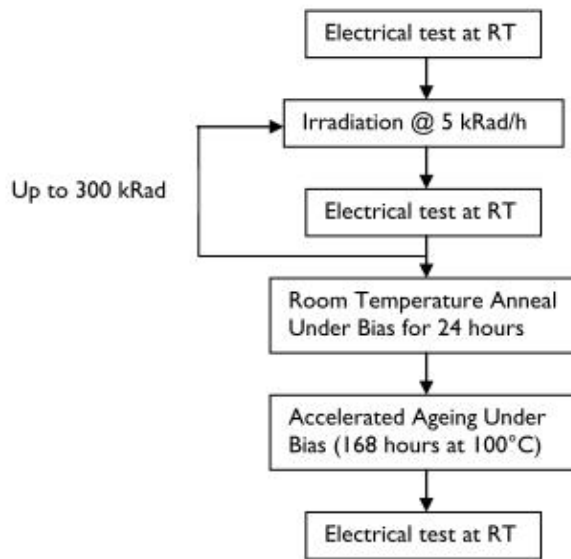 Electrical test at RT
Irradiation @ 5 kRad/h
Up to 300 kRad
Electrical test at RT
Room Temperature Anneal
Under Bias for 24 hours
Accelerated Ageing Under
Bias (168 hours at 100°C)
Electrical test at RT